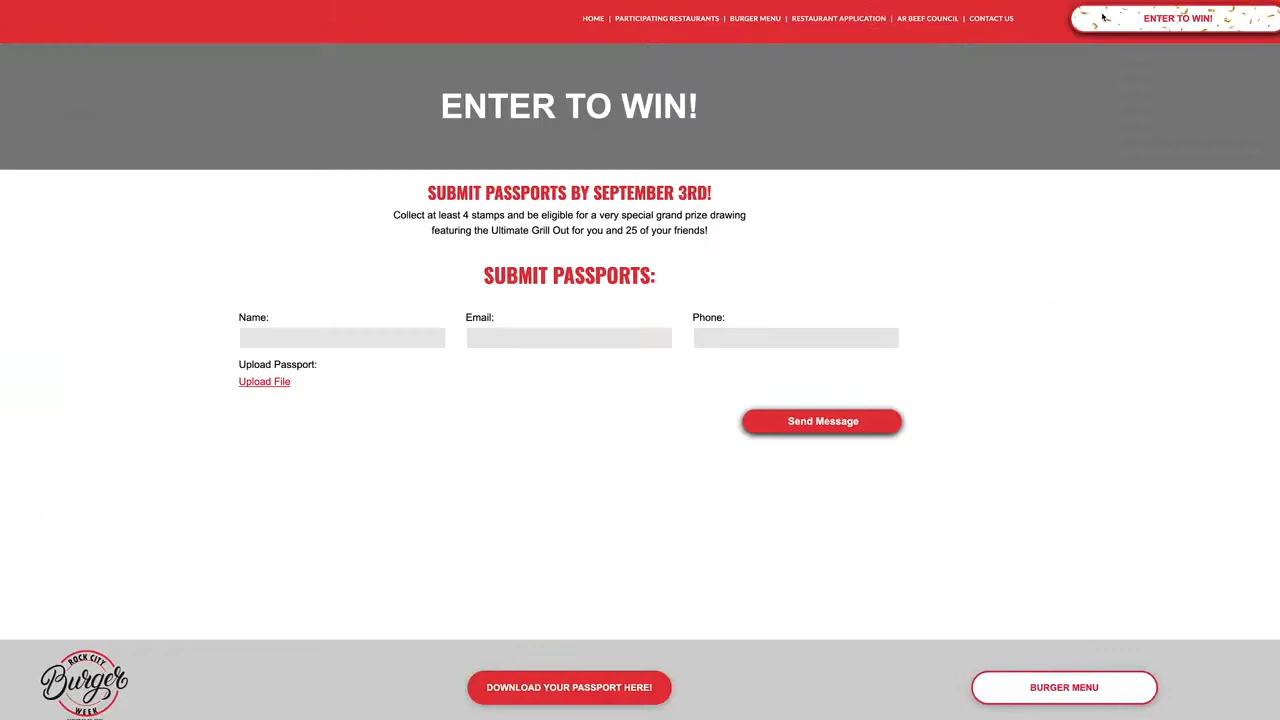 HOME | PARTICIPATING RESTAURANTS | BURGER MENU | RESTAURANT APPLICATION | AR BEEF COUNCIL | CONTACT US
ENTER TO WIN!
ENTER TO WIN!
SUBMIT PASSPORTS BY SEPTEMBER 3RD!
Collect at least 4 stamps and be eligible for a very special grand prize drawing
featuring the Ultimate Grill Out for you and 25 of your friends!
SUBMIT PASSPORTS:
Name:
Email:
Phone:
Upload Passport:
Upload File
Send Message
ROCK CITY
Burger
WEEK
DOWNLOAD YOUR PASSPORT HERE!
BURGER MENU